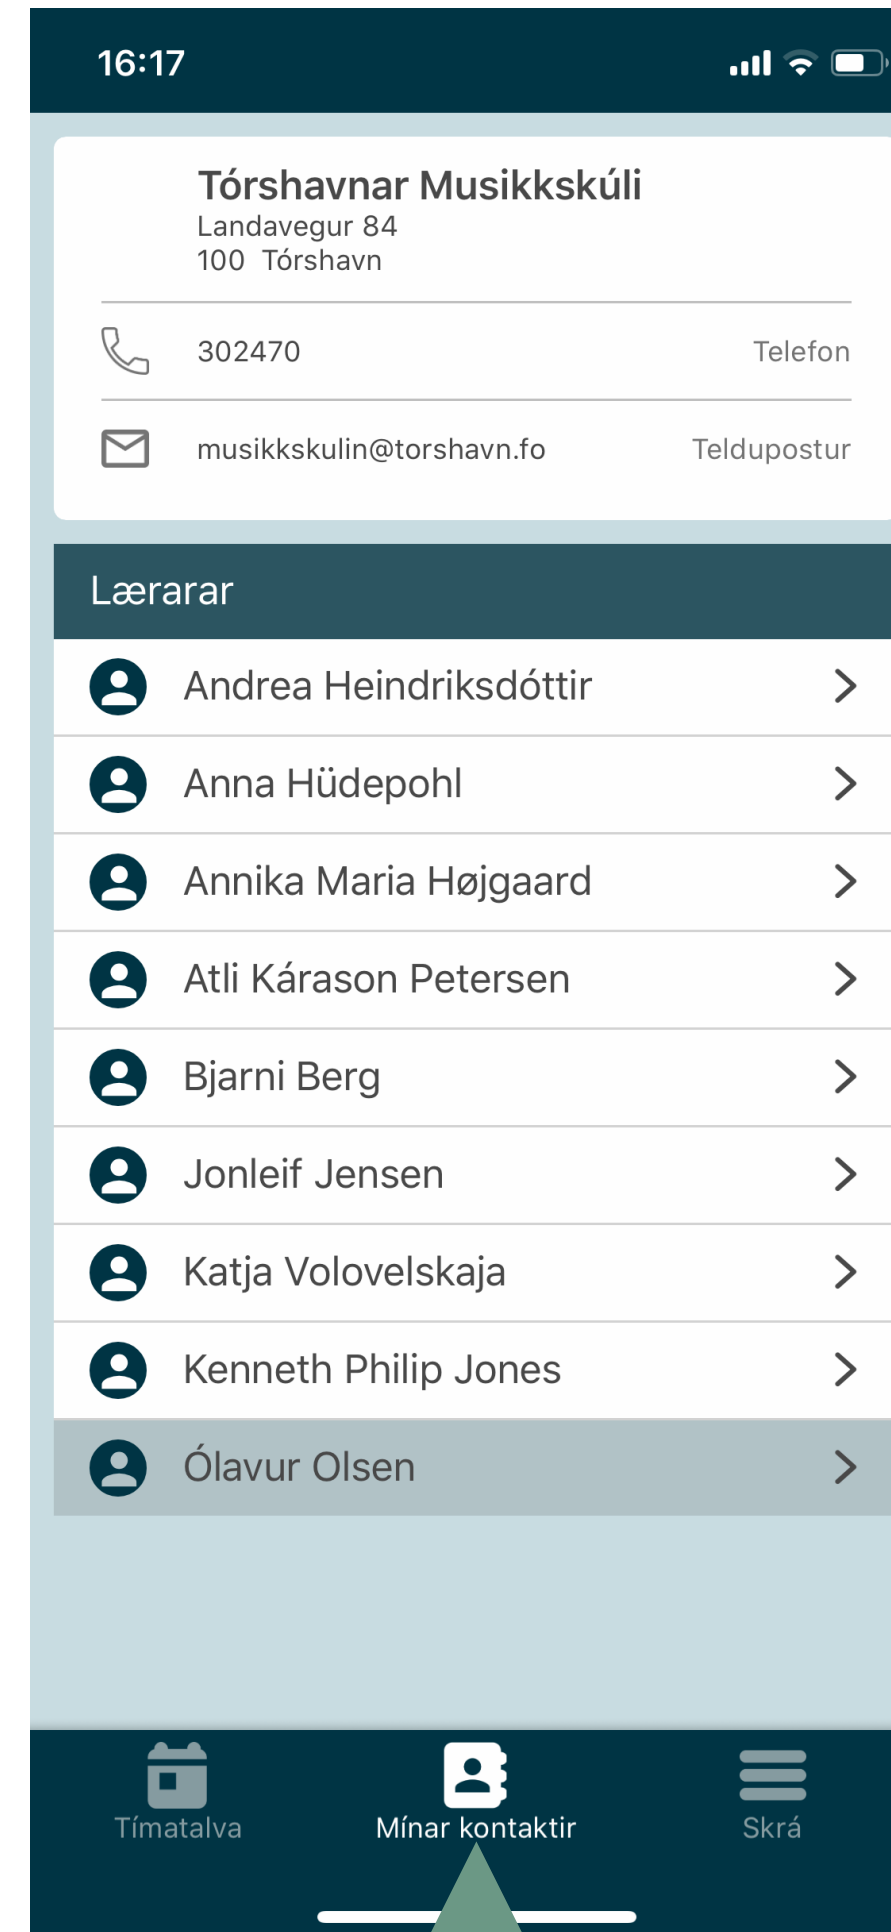 16:17
Tórshavnar Musikkskúli
Landavegur 84
100 Tórshavn
302470 Telefon
musikkskulin@torshavn.fo Teldupostur
Lærarar
Andrea Heindriksdóttir
Anna Hüdepohl
Annika Maria Højgaard
Atli Kárason Petersen
Bjarni Berg
Jonleif Jensen
Katja Volovelskaja
Kenneth Philip Jones
Ólavur Olsen
Tímatalva Mínar kontaktir Skrá